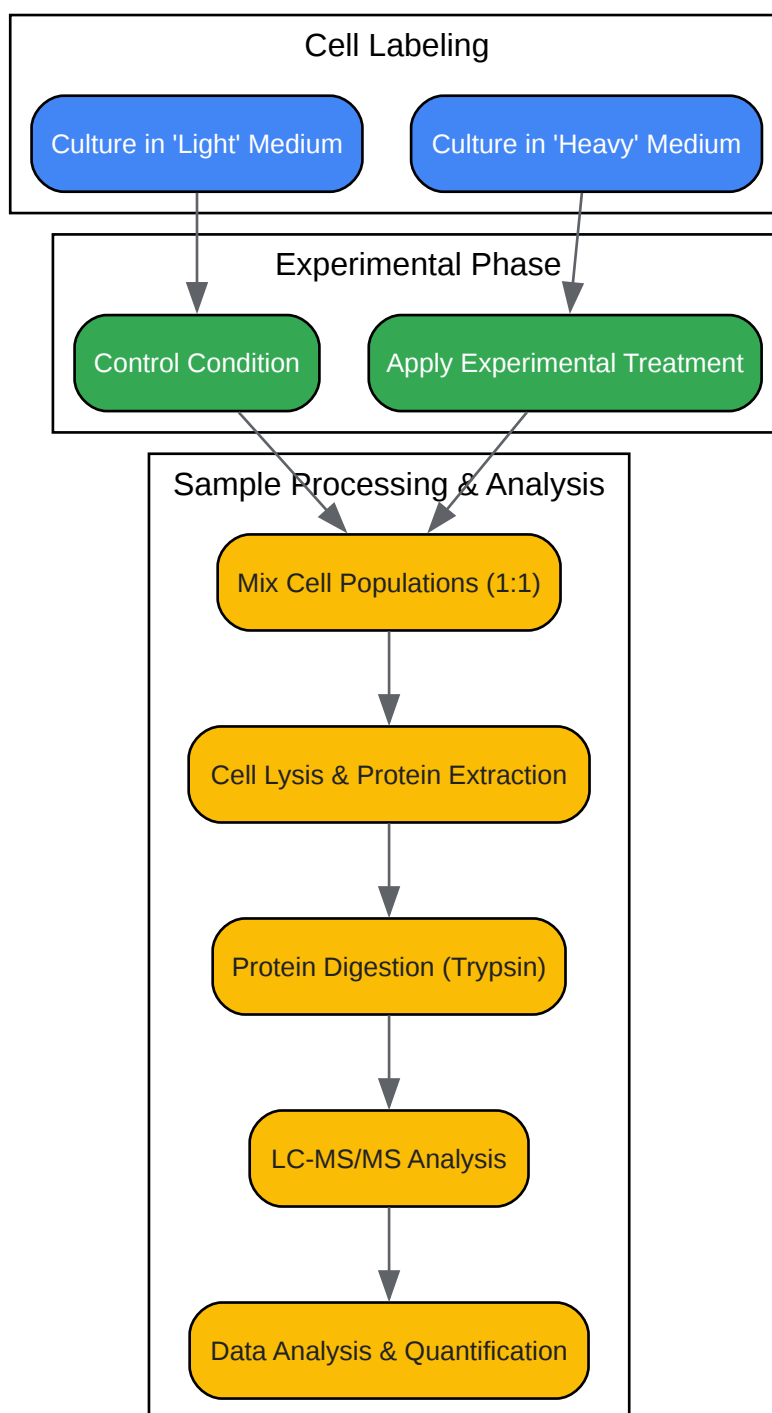 Cell Labeling
Culture in 'Light' Medium
Culture in 'Heavy' Medium
Experimental Phase
Control Condition
Apply Experimental Treatment
Sample Processing & Analysis
Mix Cell Populations (1:1)
Cell Lysis & Protein Extraction
Protein Digestion (Trypsin)
LC-MS/MS Analysis
Data Analysis & Quantification